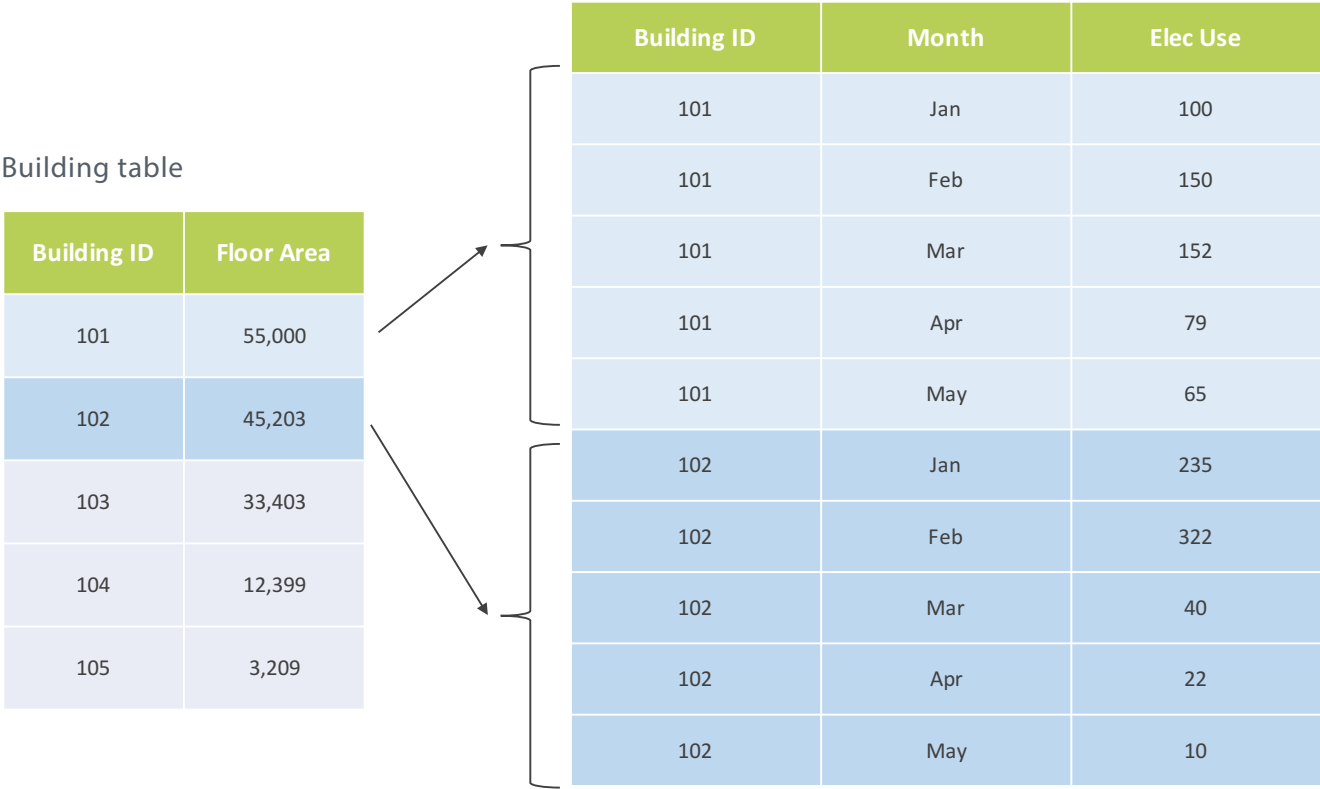 Building table
Building ID Floor Area
101 55,000
102 45,203
103 33,403
104 12,399
105 3,209
Building ID Month Elec Use
101 Jan 100
101 Feb 150
101 Mar 152
101 Apr 79
101 May 65
102 Jan 235
102 Feb 322
102 Mar 40
102 Apr 22
102 May 10